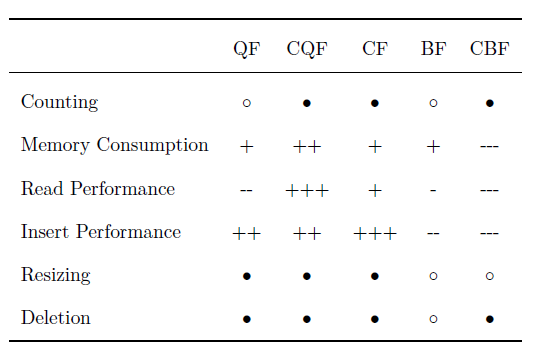 QF CQF CF BF CBF
Counting ○ ● ● ○ ●
Memory Consumption + ++ + + ---
Read Performance -- +++ + - ---
Insert Performance ++ ++ +++ -- ---
Resizing ● ● ● ○ ○
Deletion ● ● ● ○ ●